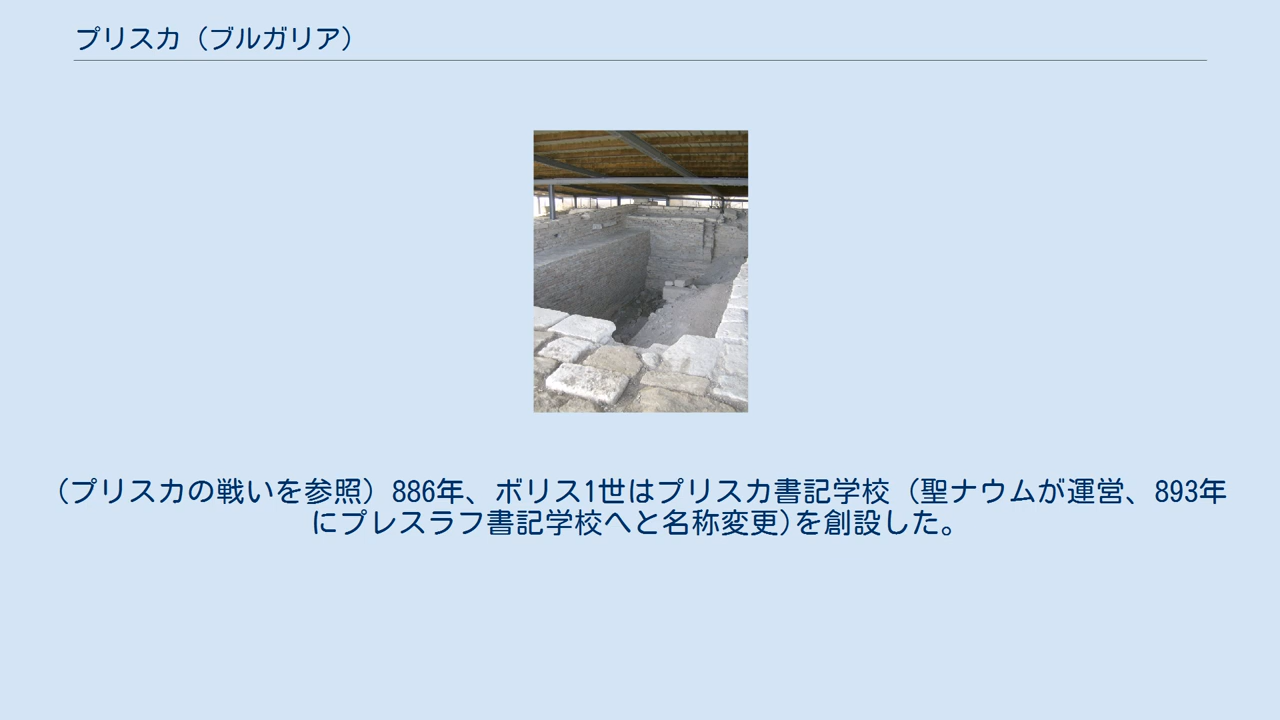 プリスカ（ブルガリア）
（プリスカの戦いを参照）886年、ボリス1世はプリスカ書記学校（聖ナウムが運営、893年
にプレスラフ書記学校へと名称変更)を創設した。